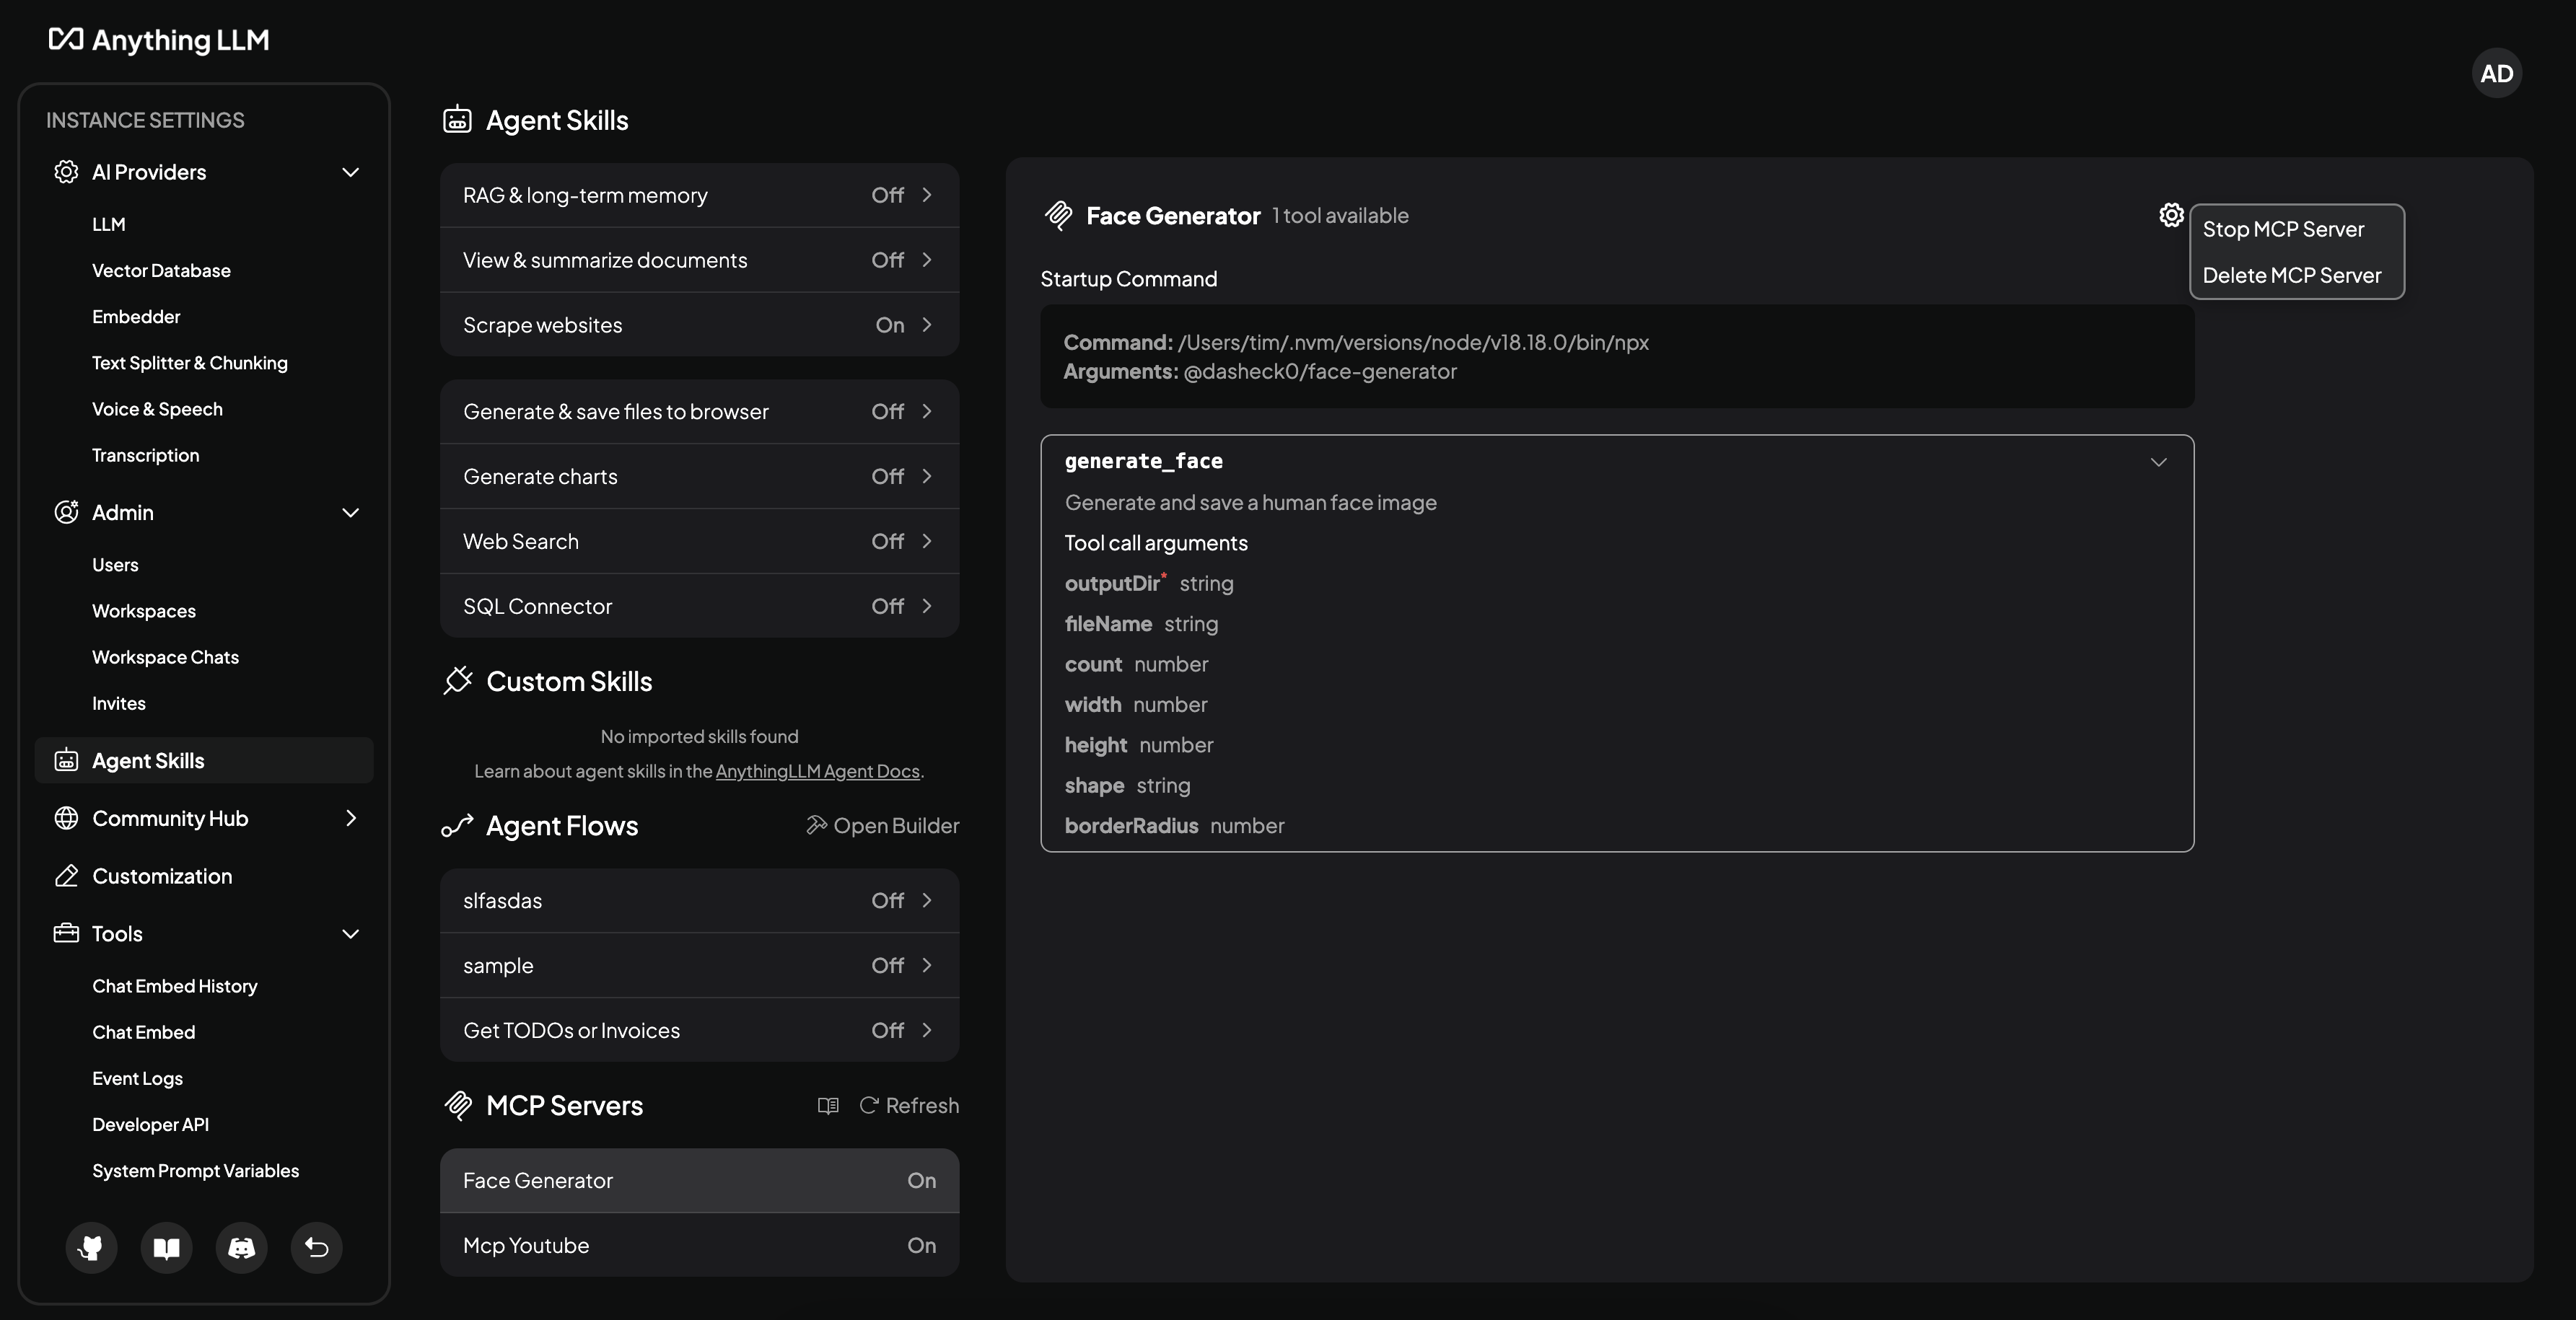 Anything LLM
AD
INSTANCE SETTINGS
AI Providers
LLM
Vector Database
Embedder
Text Splitter & Chunking
Voice & Speech
Transcription
Admin
Users
Workspaces
Workspace Chats
Invites
Agent Skills
Community Hub
Customization
Tools
Chat Embed History
Chat Embed
Event Logs
Developer API
System Prompt Variables
Agent Skills
RAG & long-term memory Off
View & summarize documents Off
Scrape websites On
Generate & save files to browser Off
Generate charts Off
Web Search Off
SQL Connector Off
Custom Skills
No imported skills found
Learn about agent skills in the AnythingLLM Agent Docs.
Agent Flows Open Builder
slfasdas Off
sample Off
Get TODOs or Invoices Off
MCP Servers Refresh
Face Generator On
Mcp Youtube On
Face Generator 1 tool available
Stop MCP Server
Delete MCP Server
Startup Command
Command: /Users/tim/.nvm/versions/node/v18.18.0/bin/npx
Arguments: @dasheck0/face-generator
generate_face
Generate and save a human face image
Tool call arguments
outputDir* string
fileName string
count number
width number
height number
shape string
borderRadius number